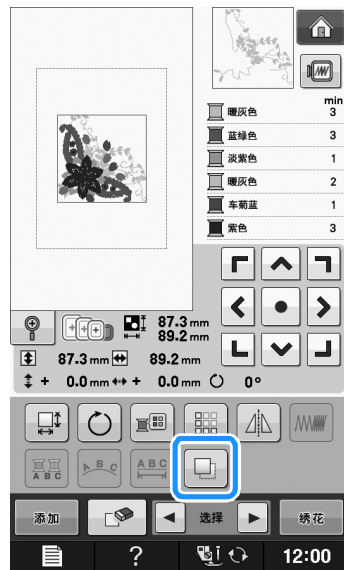 min
暖灰色 3
蓝绿色 3
淡紫色 1
暖灰色 2
车菊蓝 1
紫色 3
87.3 mm
89.2 mm
87.3 mm 89.2 mm
+ 0.0 mm + 0.0 mm 0°
A B C A B C A B C
添加 选择 绣花
? 12:00